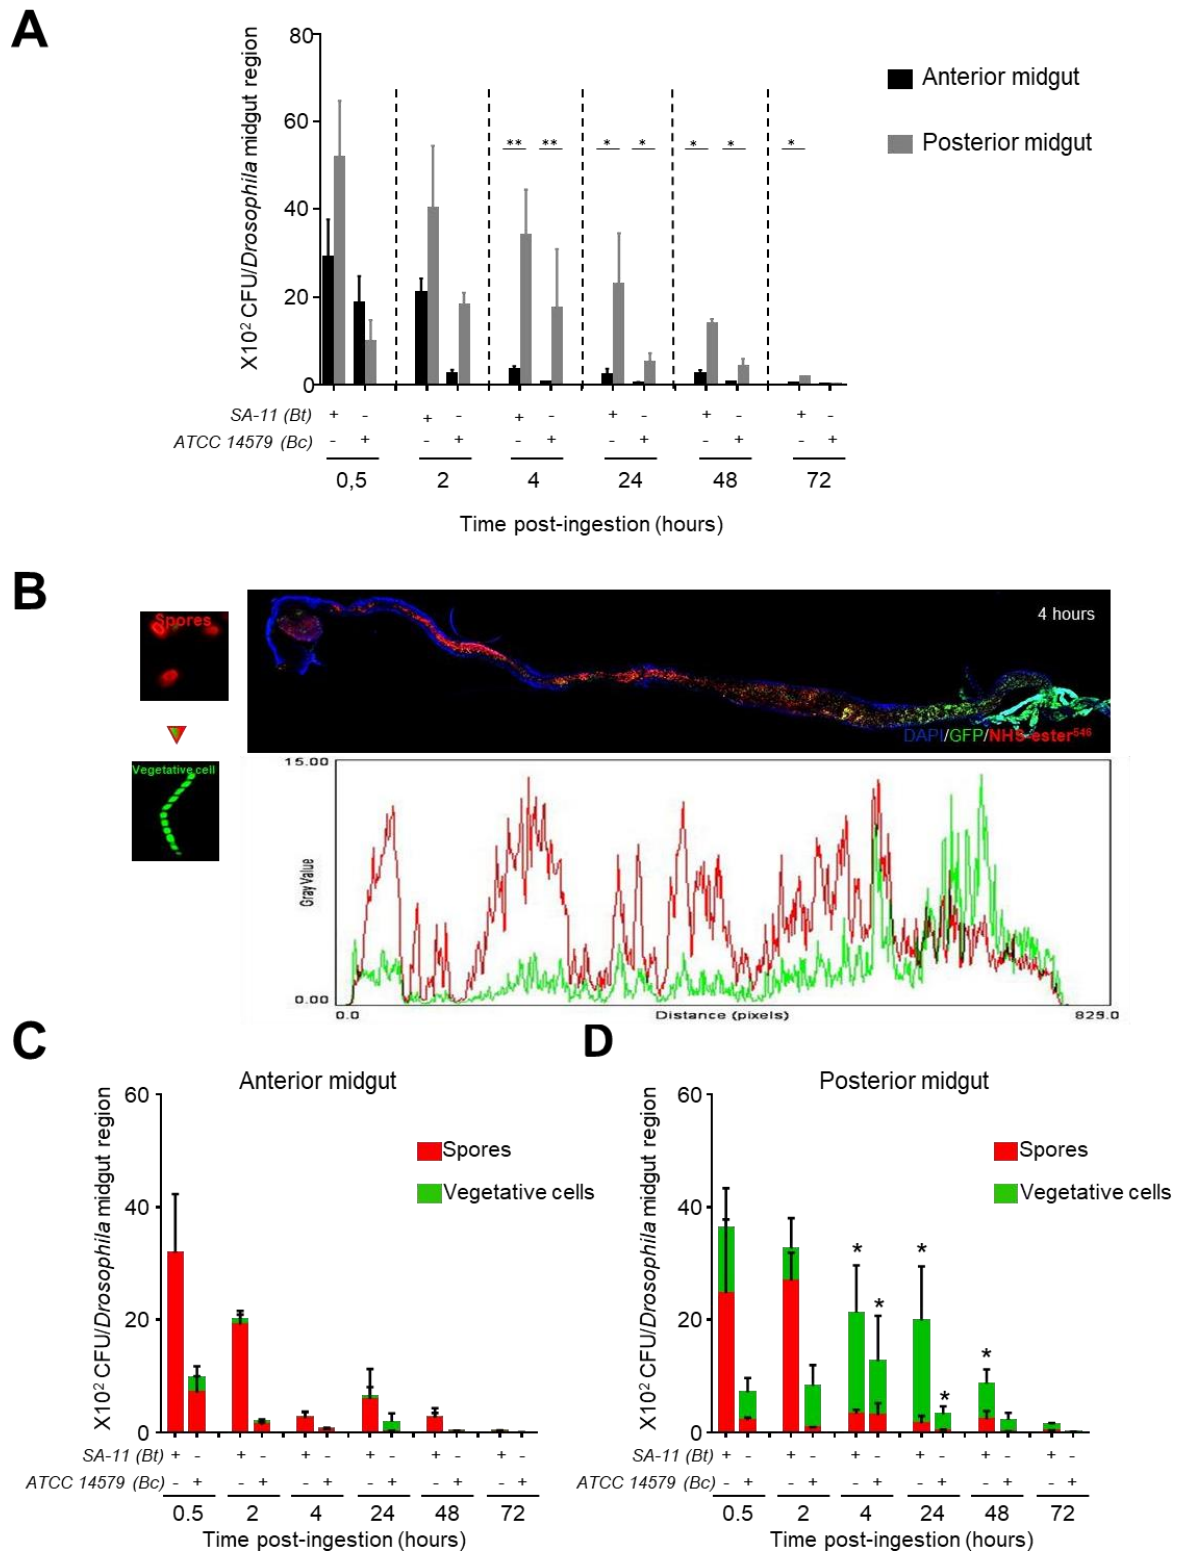 A
X10² CFU/Drosophila midgut region
80
60
40
20
0
Anterior midgut
Posterior midgut
** ** * * * * *
SA-11 (Bt) + - + - + - + - + - + -
ATCC 14579 (Bc) - + - + - + - + - + - +
0,5 2 4 24 48 72
Time post-ingestion (hours)
B
Spores
Vegetative cell
4 hours
DAPI/GFP/NHS-ester⁶⁴⁶
15.00
Gray Value
0.00
0.0 Distance (pixels) 829.0
C
Anterior midgut
X10² CFU/Drosophila midgut region
60
40
20
0
Spores
Vegetative cells
SA-11 (Bt) + - + - + - + - + - + -
ATCC 14579 (Bc) - + - + - + - + - + - +
0.5 2 4 24 48 72
Time post-ingestion (hours)
D
Posterior midgut
X10² CFU/Drosophila midgut region
60
40
20
0
Spores
Vegetative cells
* * * * *
SA-11 (Bt) + - + - + - + - + - + -
ATCC 14579 (Bc) - + - + - + - + - + - +
0.5 2 4 24 48 72
Time post-ingestion (hours)